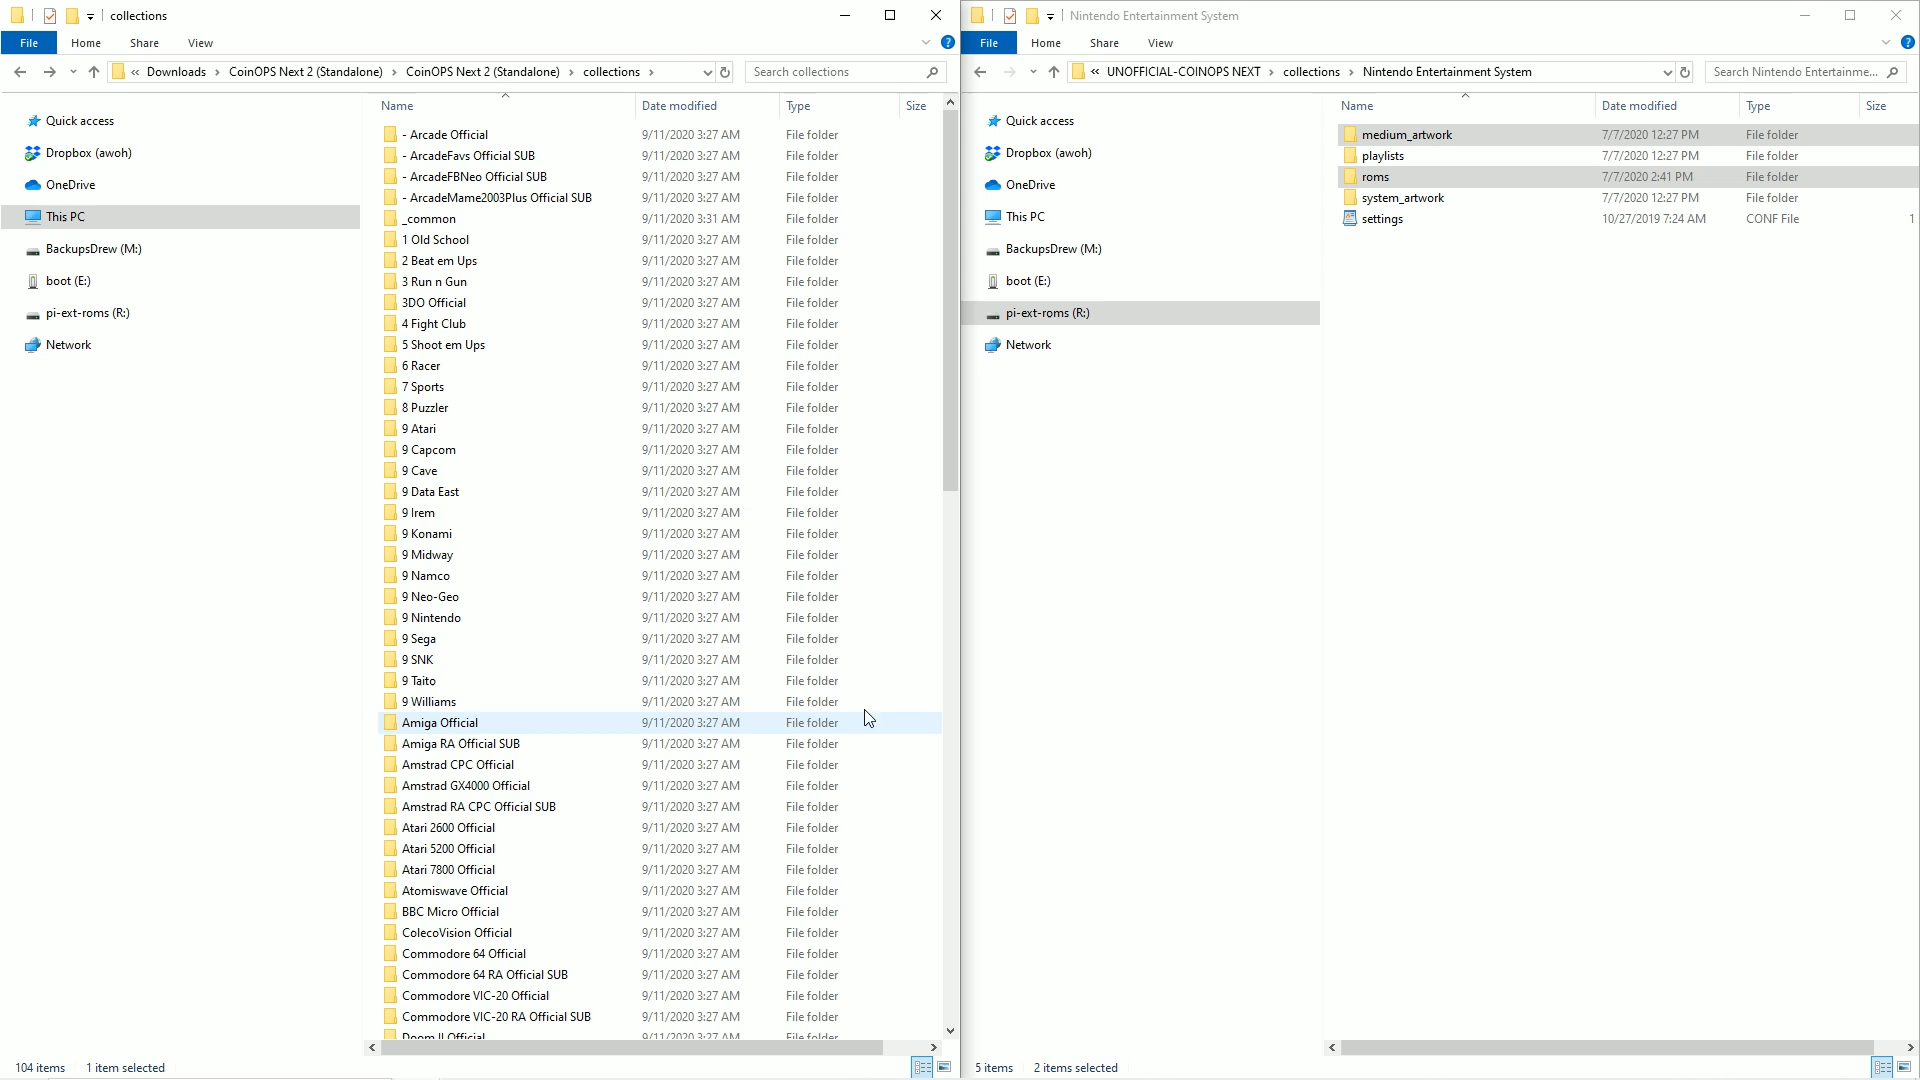 collections
File Home Share View
« Downloads › CoinOPS Next 2 (Standalone) › CoinOPS Next 2 (Standalone) › collections ›
Search collections
Quick access
Dropbox (awoh)
OneDrive
This PC
BackupsDrew (M:)
boot (E:)
pi-ext-roms (R:)
Network
Name Date modified Type Size
- Arcade Official 9/11/2020 3:27 AM File folder
- ArcadeFavs Official SUB 9/11/2020 3:27 AM File folder
- ArcadeFBNeo Official SUB 9/11/2020 3:27 AM File folder
- ArcadeMame2003Plus Official SUB 9/11/2020 3:27 AM File folder
_common 9/11/2020 3:31 AM File folder
1 Old School 9/11/2020 3:27 AM File folder
2 Beat em Ups 9/11/2020 3:27 AM File folder
3 Run n Gun 9/11/2020 3:27 AM File folder
3DO Official 9/11/2020 3:27 AM File folder
4 Fight Club 9/11/2020 3:27 AM File folder
5 Shoot em Ups 9/11/2020 3:27 AM File folder
6 Racer 9/11/2020 3:27 AM File folder
7 Sports 9/11/2020 3:27 AM File folder
8 Puzzler 9/11/2020 3:27 AM File folder
9 Atari 9/11/2020 3:27 AM File folder
9 Capcom 9/11/2020 3:27 AM File folder
9 Cave 9/11/2020 3:27 AM File folder
9 Data East 9/11/2020 3:27 AM File folder
9 Irem 9/11/2020 3:27 AM File folder
9 Konami 9/11/2020 3:27 AM File folder
9 Midway 9/11/2020 3:27 AM File folder
9 Namco 9/11/2020 3:27 AM File folder
9 Neo-Geo 9/11/2020 3:27 AM File folder
9 Nintendo 9/11/2020 3:27 AM File folder
9 Sega 9/11/2020 3:27 AM File folder
9 SNK 9/11/2020 3:27 AM File folder
9 Taito 9/11/2020 3:27 AM File folder
9 Williams 9/11/2020 3:27 AM File folder
Amiga Official 9/11/2020 3:27 AM File folder
Amiga RA Official SUB 9/11/2020 3:27 AM File folder
Amstrad CPC Official 9/11/2020 3:27 AM File folder
Amstrad GX4000 Official 9/11/2020 3:27 AM File folder
Amstrad RA CPC Official SUB 9/11/2020 3:27 AM File folder
Atari 2600 Official 9/11/2020 3:27 AM File folder
Atari 5200 Official 9/11/2020 3:27 AM File folder
Atari 7800 Official 9/11/2020 3:27 AM File folder
Atomiswave Official 9/11/2020 3:27 AM File folder
BBC Micro Official 9/11/2020 3:27 AM File folder
ColecoVision Official 9/11/2020 3:27 AM File folder
Commodore 64 Official 9/11/2020 3:27 AM File folder
Commodore 64 RA Official SUB 9/11/2020 3:27 AM File folder
Commodore VIC-20 Official 9/11/2020 3:27 AM File folder
Commodore VIC-20 RA Official SUB 9/11/2020 3:27 AM File folder
Doom II Official 9/11/2020 3:27 AM File folder
104 items 1 item selected
Nintendo Entertainment System
File Home Share View
« UNOFFICIAL-COINOPS NEXT › collections › Nintendo Entertainment System
Search Nintendo Entertainme...
Quick access
Dropbox (awoh)
OneDrive
This PC
BackupsDrew (M:)
boot (E:)
pi-ext-roms (R:)
Network
Name Date modified Type Size
medium_artwork 7/7/2020 12:27 PM File folder
playlists 7/7/2020 12:27 PM File folder
roms 7/7/2020 2:41 PM File folder
system_artwork 7/7/2020 12:27 PM File folder
settings 10/27/2019 7:24 AM CONF File 1
5 items 2 items selected